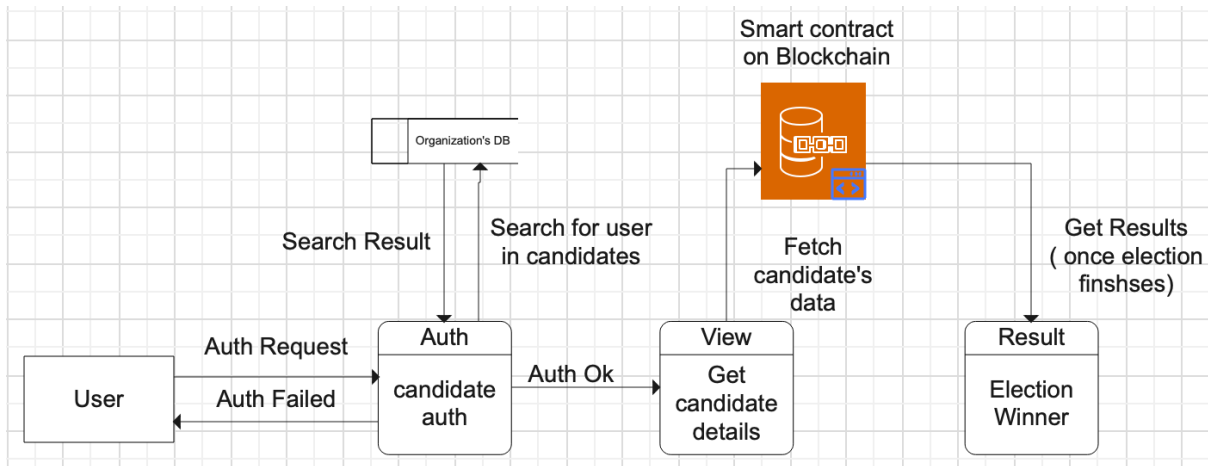 Smart contract
on Blockchain
Organization's DB
Search Result
Search for user
in candidates
Fetch
candidate's
data
Get Results
( once election
finshses)
Auth
View
Result
Auth Request
Auth Ok
User
Auth Failed
candidate
auth
Get
candidate
details
Election
Winner